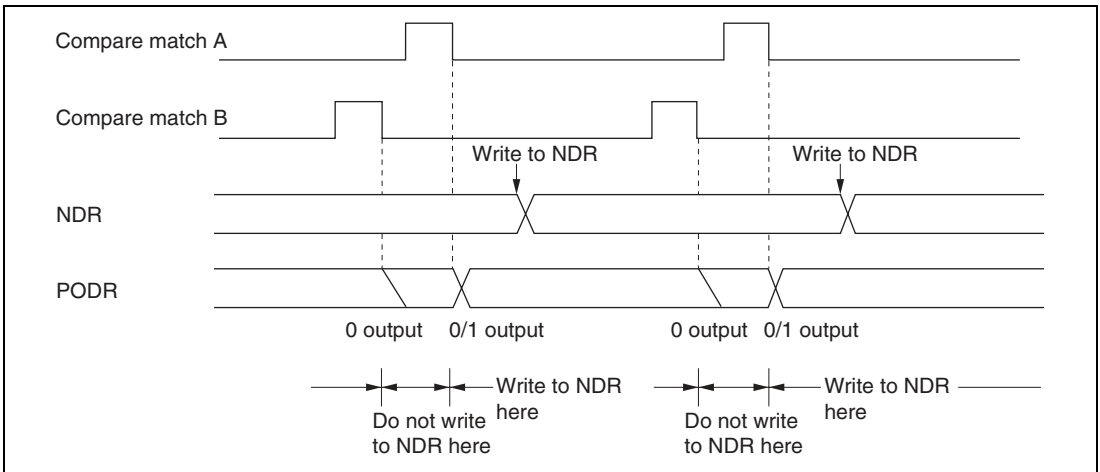 Compare match A
Compare match B
Write to NDR Write to NDR
NDR
PODR
0 output 0/1 output 0 output 0/1 output
Write to NDR
here
Do not write
to NDR here
Write to NDR
here
Do not write
to NDR here